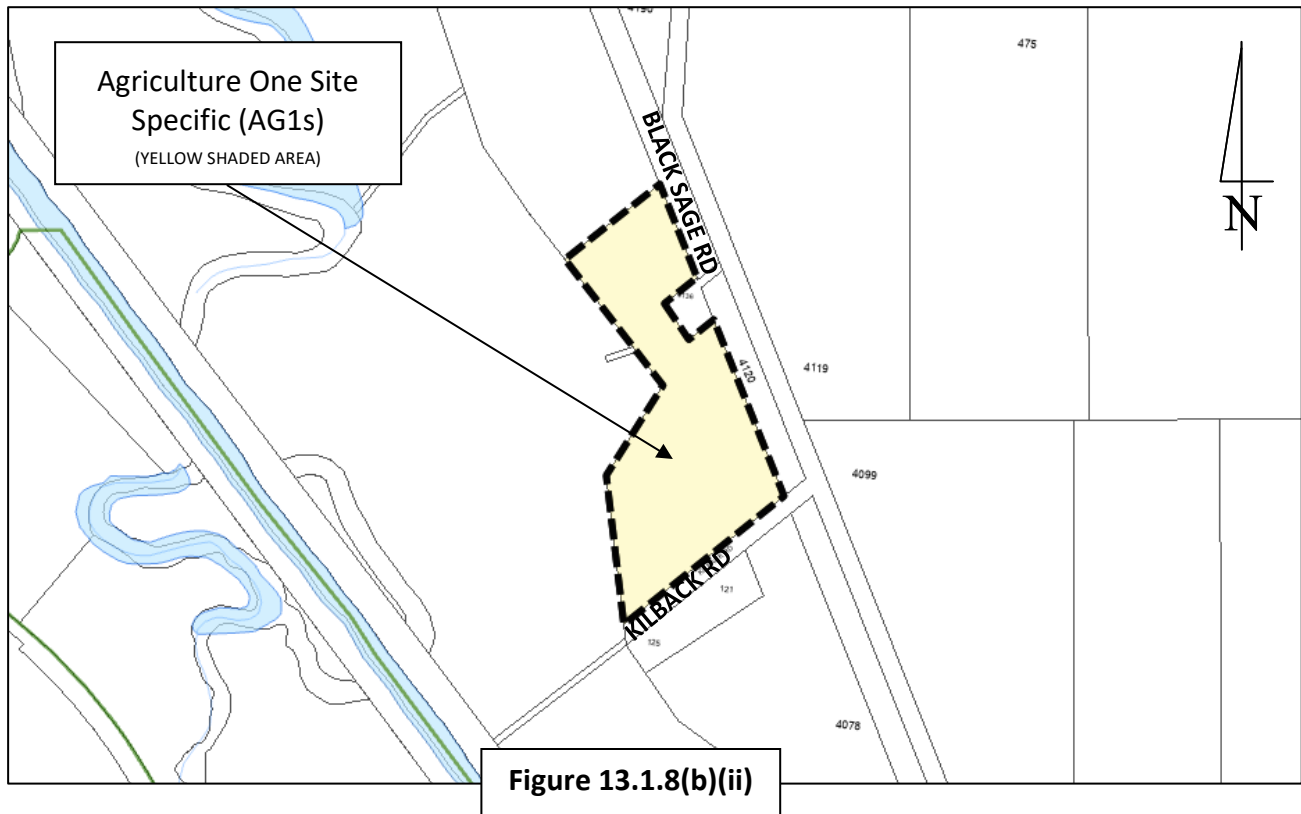 4190
475
Agriculture One Site
Specific (AG1s)
(YELLOW SHADED AREA)
BLACK SAGE RD
N
4120
4119
4099
KILBACK RD
121
125
4078
Figure 13.1.8(b)(ii)